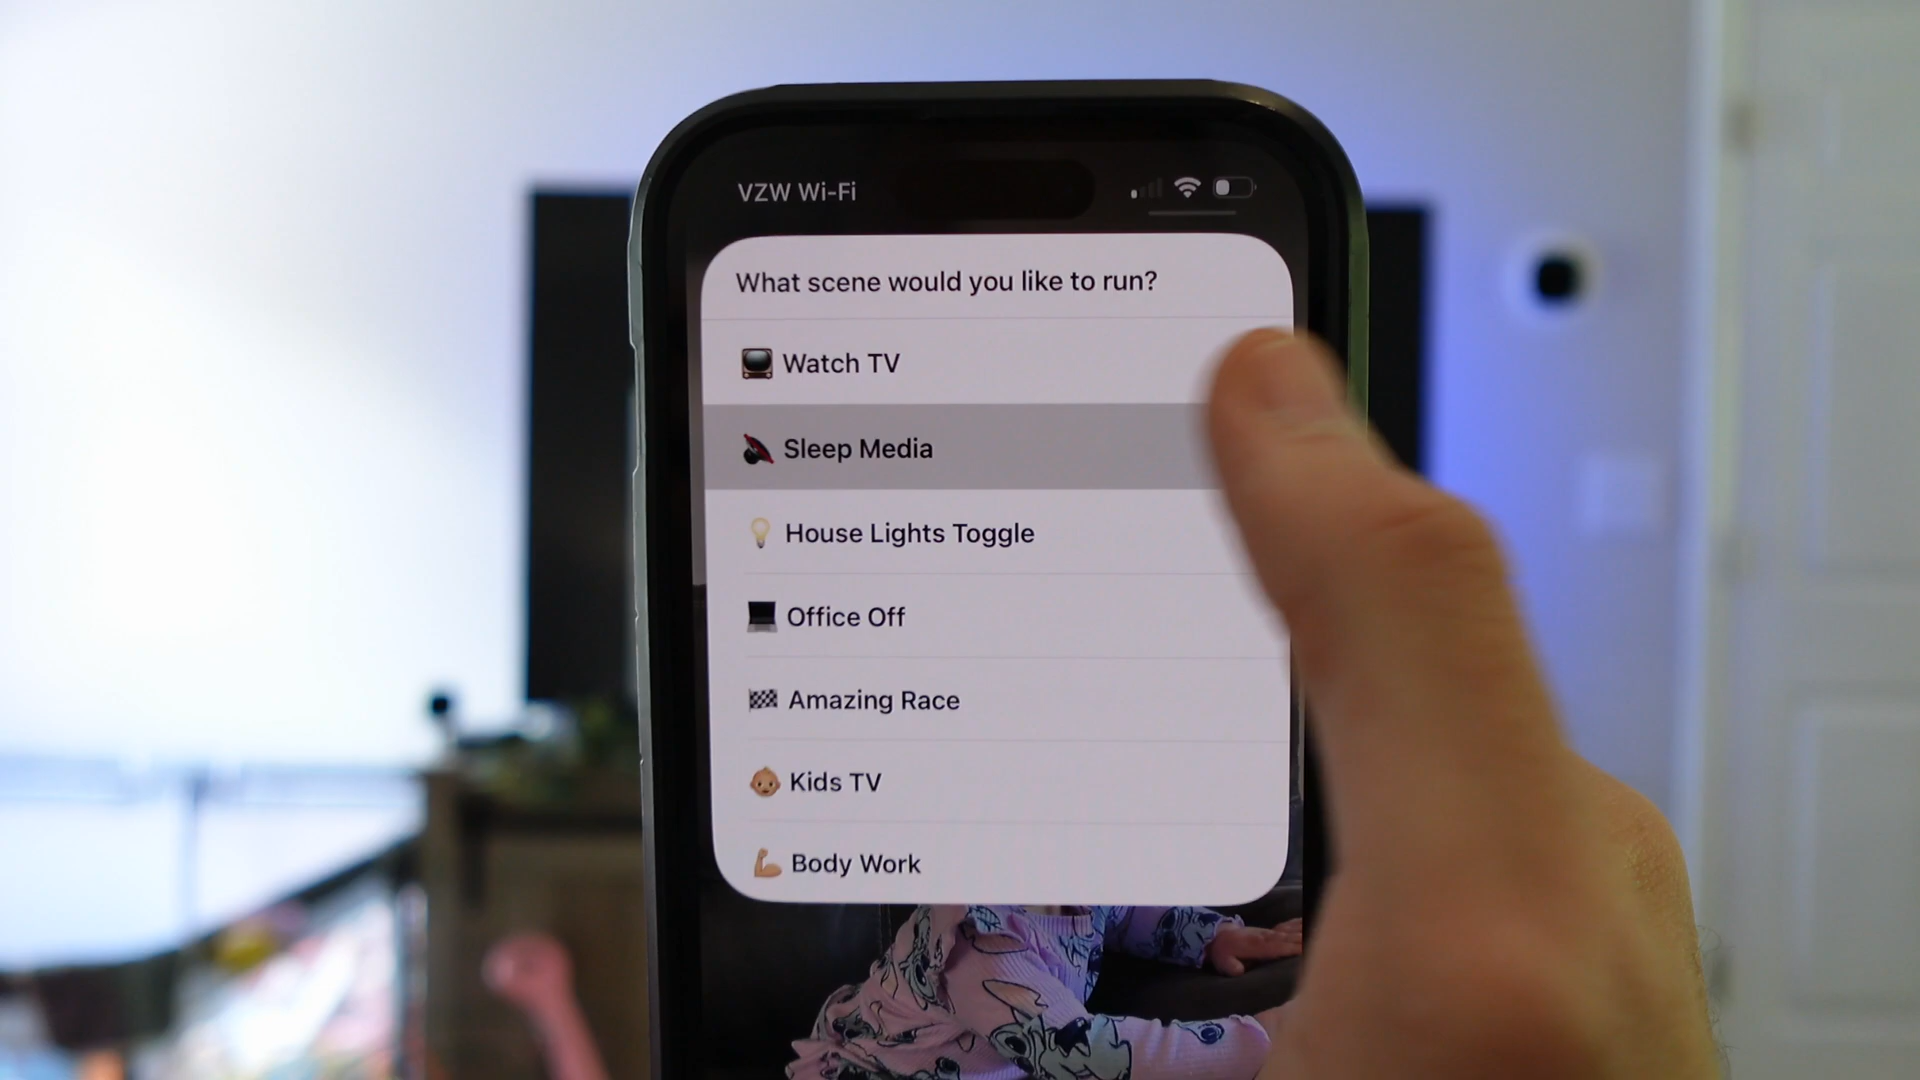 VZW Wi-Fi
What scene would you like to run?
Watch TV
Sleep Media
House Lights Toggle
Office Off
Amazing Race
Kids TV
Body Work